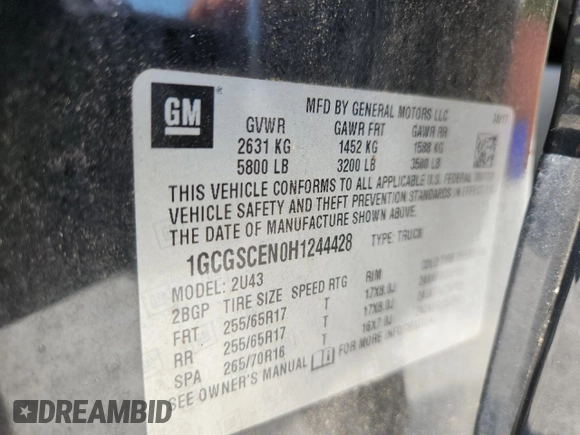 GM
MFD BY GENERAL MOTORS LLC
GVWR GAWR FRT GAWR RR
2631 KG 1452 KG 1588 KG
5800 LB 3200 LB 3500 LB
THIS VEHICLE CONFORMS TO ALL APPLICABLE U.S. FEDERAL
VEHICLE SAFETY AND THEFT PREVENTION STANDARDS IN EFFECT
THE DATE OF MANUFACTURE SHOWN ABOVE.
1GCGSCEN0H1244428 TYPE: TRUCK
MODEL: 2U43
2BGP TIRE SIZE SPEED RTG RIM
FRT 255/65R17 T 17X8.0J
RR 255/65R17 T 17X8.0J
SPA 265/70R16 T 16X7.0J
SEE OWNER'S MANUAL FOR MORE INFORMATION
DREAMBID